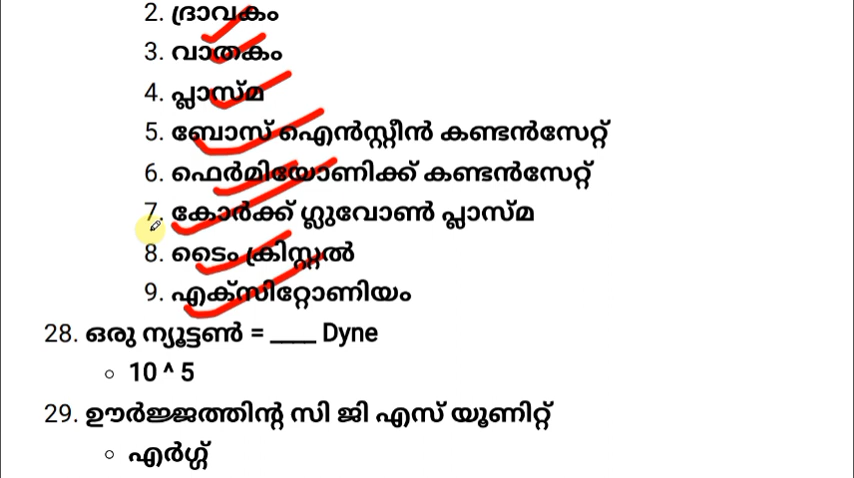 2. ദ്രാവകം
3. വാതകം
4. പ്ലാസ്മ
5. ബോസ് ഐൻസ്റ്റീൻ കണ്ടൻസേറ്റ്
6. ഫെർമിയോണിക്ക് കണ്ടൻസേറ്റ്
7. കോർക്ക് ഗ്ലുവോൺ പ്ലാസ്മ
8. ടൈം ക്രിസ്റ്റൽ
9. എക്സിറ്റോണിയം
28. ഒരു ന്യൂട്ടൺ = ____ Dyne
○ 10 ^ 5
29. ഊർജ്ജത്തിന്റ സി ജി എസ് യൂണിറ്റ്
○ എർഗ്ഗ്